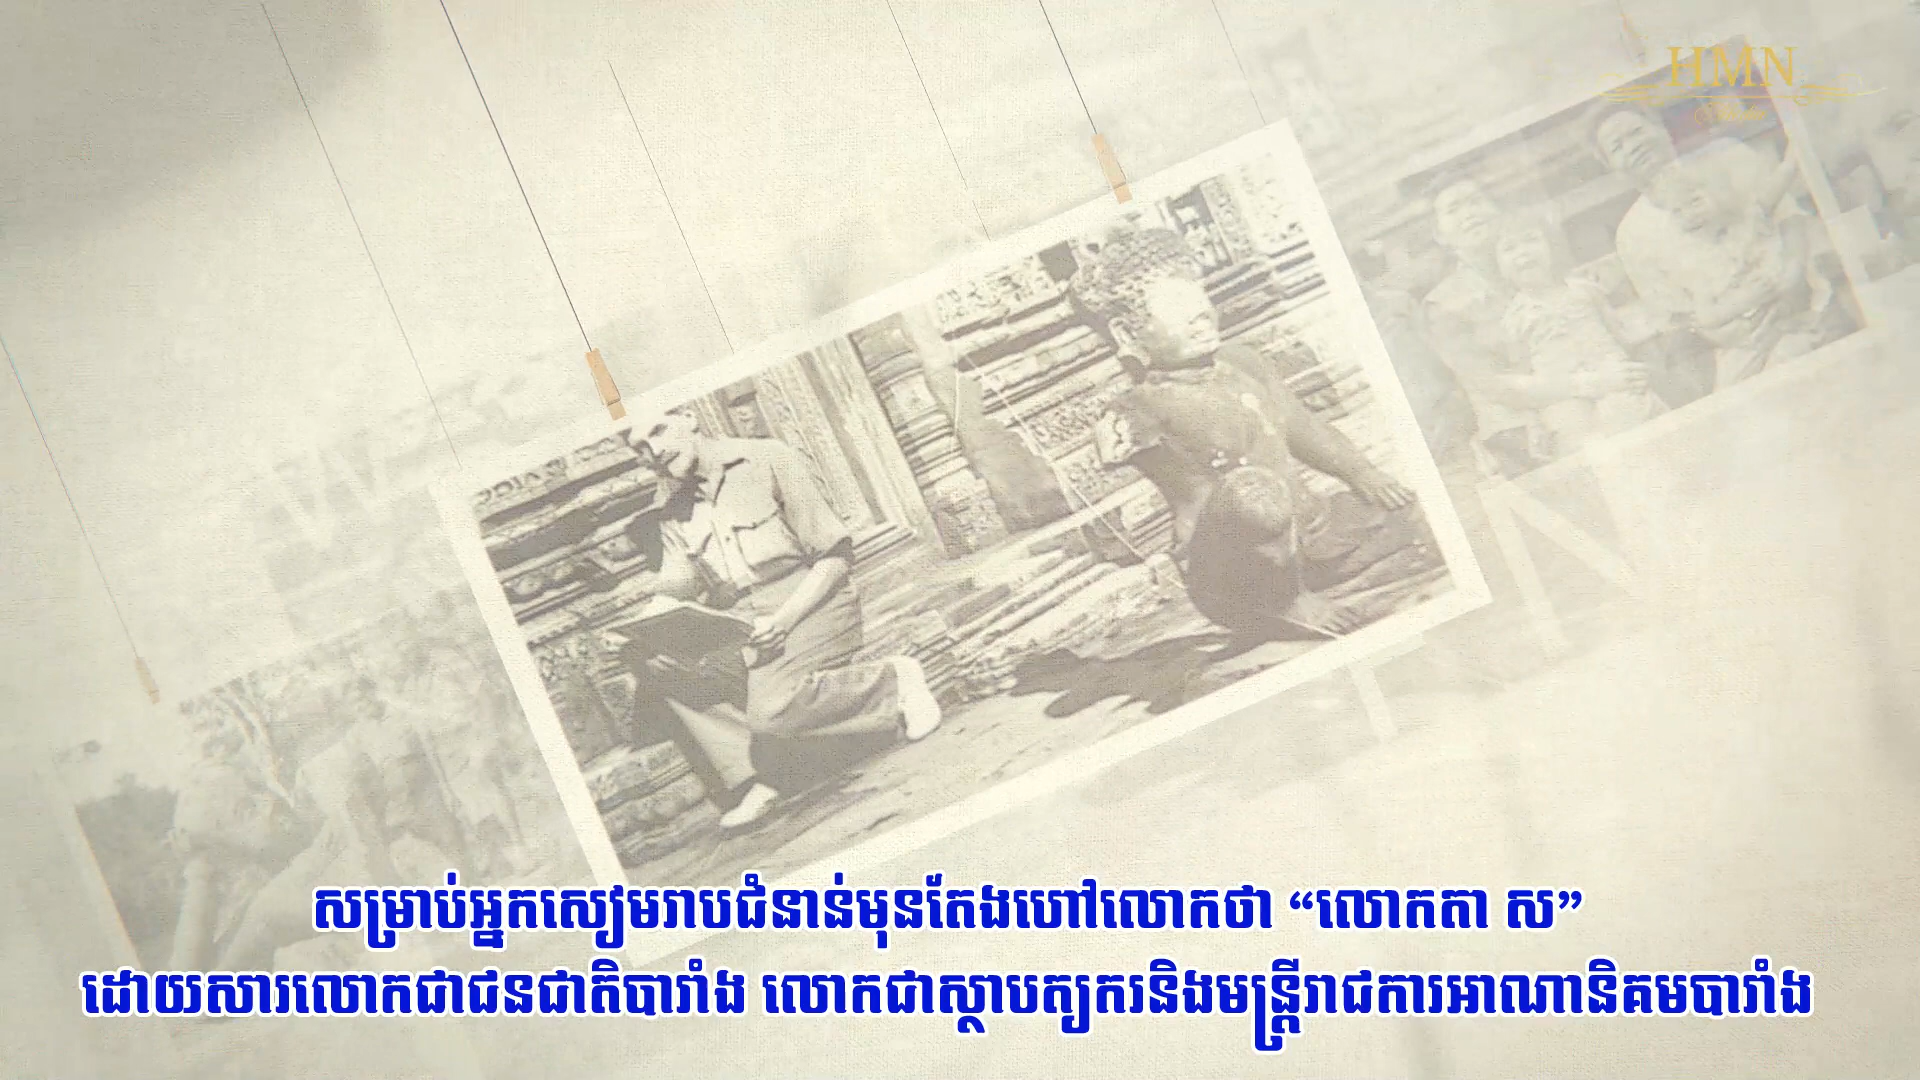 HMN
Studio
សម្រាប់អ្នកសៀមរាបជំនាន់មុនតែងហៅលោកថា “លោកតា ស”
ដោយសារលោកជាជនជាតិបារាំង លោកជាស្ថាបត្យករនិងមន្ត្រីរាជការអាណានិគមបារាំង